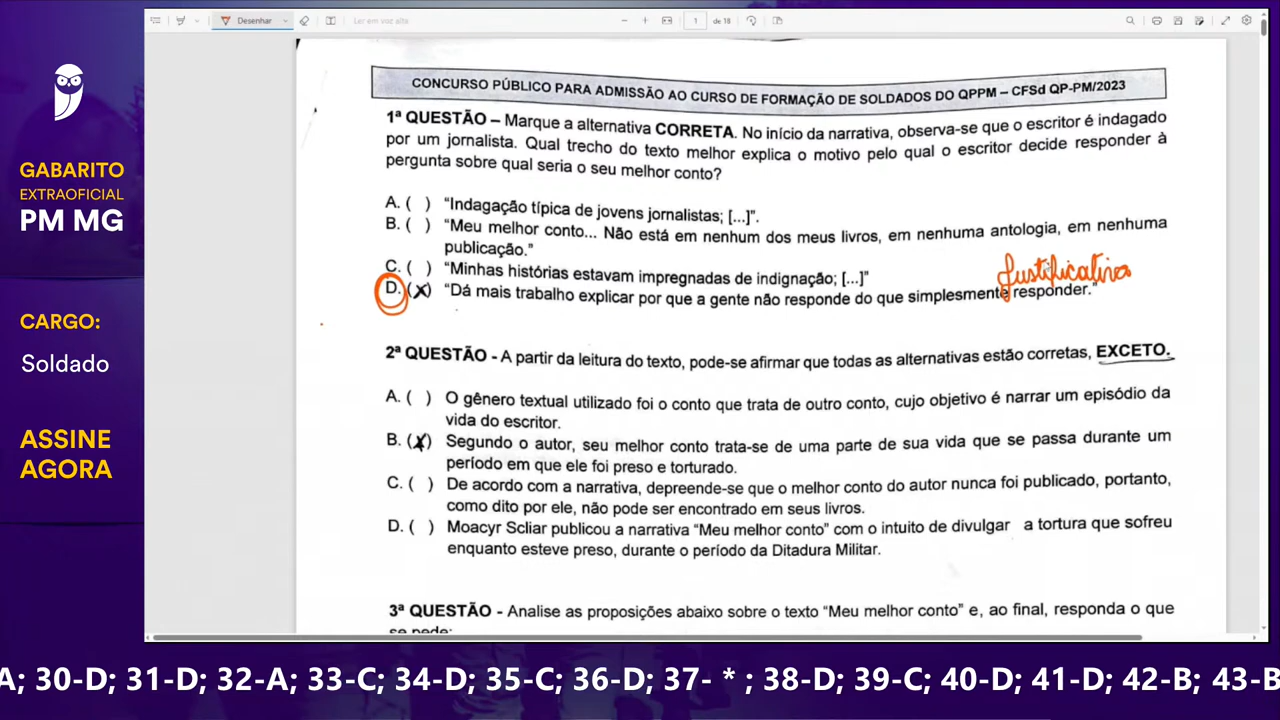 Desenhar
Ler em voz alta
1
de 18
GABARITO
EXTRAOFICIAL
PM MG
CARGO:
Soldado
ASSINE
AGORA
CONCURSO PÚBLICO PARA ADMISSÃO AO CURSO DE FORMAÇÃO DE SOLDADOS DO QPPM – CFSd QP-PM/2023
1ª QUESTÃO – Marque a alternativa CORRETA. No início da narrativa, observa-se que o escritor é indagado
por um jornalista. Qual trecho do texto melhor explica o motivo pelo qual o escritor decide responder à
pergunta sobre qual seria o seu melhor conto?
A. ( ) “Indagação típica de jovens jornalistas; [...]”.
B. ( ) “Meu melhor conto... Não está em nenhum dos meus livros, em nenhuma antologia, em nenhuma
publicação.”
C. ( ) “Minhas histórias estavam impregnadas de indignação; [...]”
Justificativa
D. (X) “Dá mais trabalho explicar por que a gente não responde do que simplesmente responder.”
2ª QUESTÃO - A partir da leitura do texto, pode-se afirmar que todas as alternativas estão corretas, EXCETO.
A. ( ) O gênero textual utilizado foi o conto que trata de outro conto, cujo objetivo é narrar um episódio da
vida do escritor.
B. (X) Segundo o autor, seu melhor conto trata-se de uma parte de sua vida que se passa durante um
período em que ele foi preso e torturado.
C. ( ) De acordo com a narrativa, depreende-se que o melhor conto do autor nunca foi publicado, portanto,
como dito por ele, não pode ser encontrado em seus livros.
D. ( ) Moacyr Scliar publicou a narrativa “Meu melhor conto” com o intuito de divulgar a tortura que sofreu
enquanto esteve preso, durante o período da Ditadura Militar.
3ª QUESTÃO - Analise as proposições abaixo sobre o texto “Meu melhor conto” e, ao final, responda o que
se pede:
A; 30-D; 31-D; 32-A; 33-C; 34-D; 35-C; 36-D; 37- * ; 38-D; 39-C; 40-D; 41-D; 42-B; 43-B